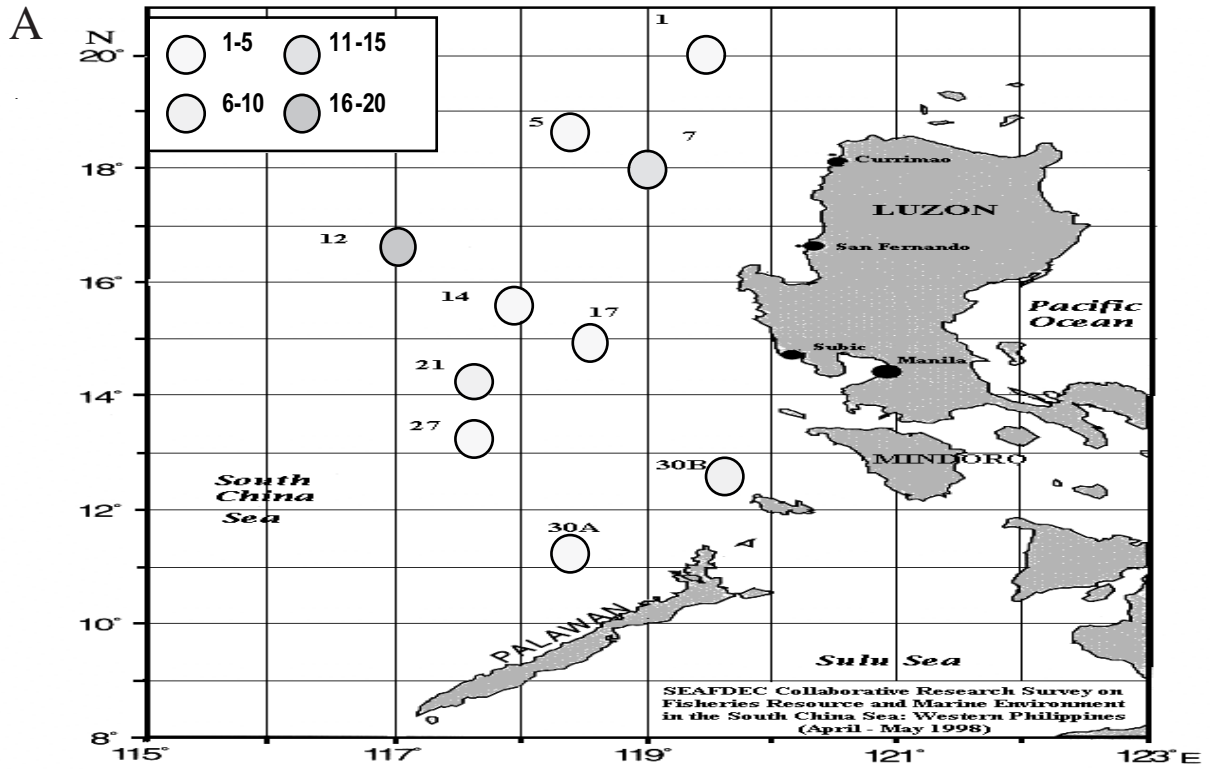 A
N
1-5
11-15
6-10
16-20
1
20°
5
7
18°
Currimao
LUZON
12
San Fernando
16°
14
17
Pacific
Ocean
Subic
Manila
21
14°
27
MINDORO
30B
South
China
Sea
12°
30A
10°
PALAWAN
Sulu Sea
SEAFDEC Collaborative Research Survey on
Fisheries Resource and Marine Environment
in the South China Sea: Western Philippines
(April - May 1998)
8°
115°
117°
119°
121°
123°E